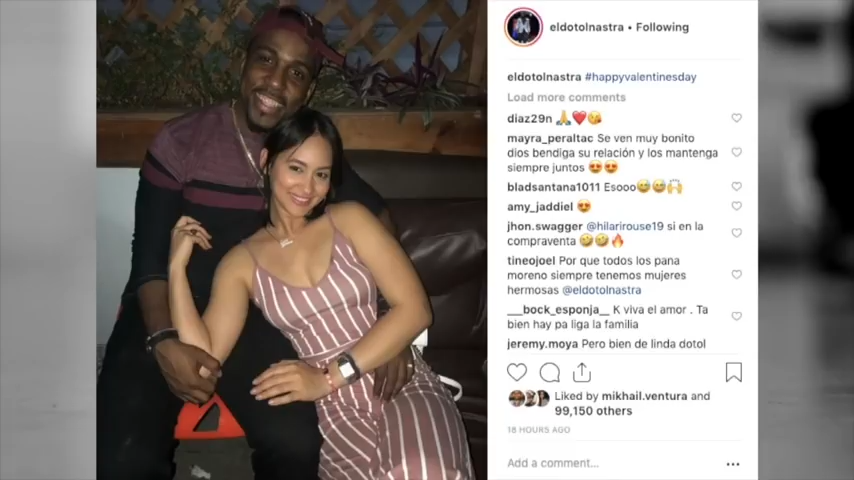 eldotolnastra • Following
eldotolnastra #happyvalentinesday
Load more comments
diaz29n 🙏❤️😘
mayra_peraltac Se ven muy bonito
dios bendiga su relación y los mantenga
siempre juntos 😍😍
bladsantana1011 Esooo😅😅🙌
amy_jaddiel 😍
jhon.swagger @hilarirouse19 si en la
compraventa 🤣🤣🔥
tineojoel Por que todos los pana
moreno siempre tenemos mujeres
hermosas @eldotolnastra
___bock_esponja__ K viva el amor . Ta
bien hay pa liga la familia
jeremy.moya Pero bien de linda dotol
Liked by mikhail.ventura and
99,150 others
18 HOURS AGO
Add a comment...